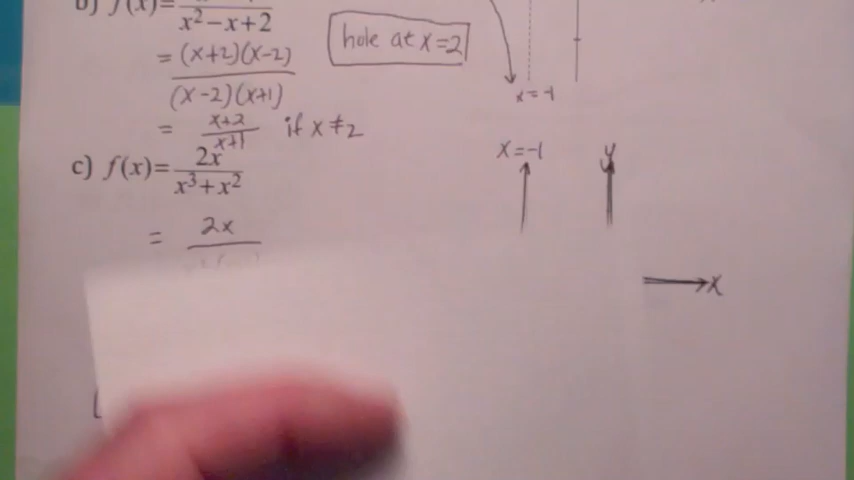 b) f(x)=
x²−x+2
= (x+2)(x-2)
(x-2)(x+1)
hole at x=2
= x+2
x+1
if x≠2
x=-1
c) f(x)= 2x
x³+x²
= 2x
x=-1
y
x